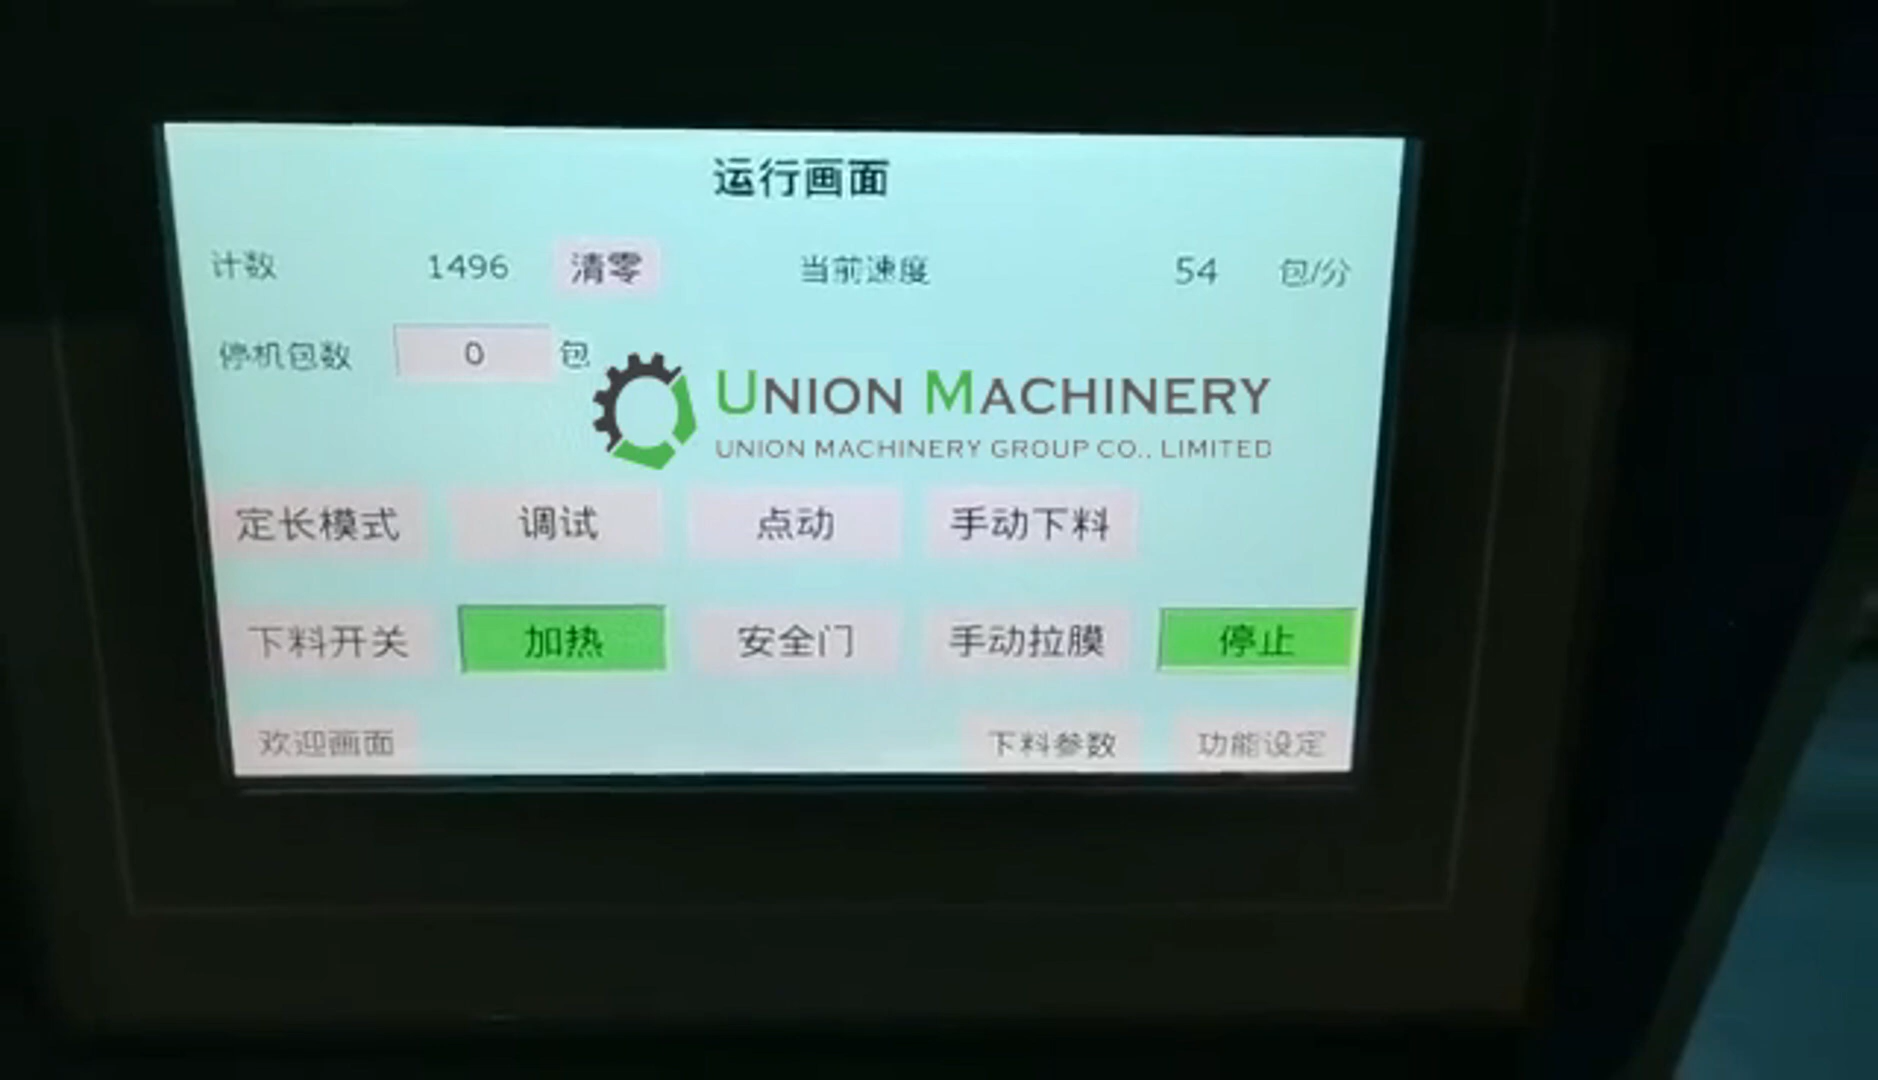 运行画面
计数 1496 清零 当前速度 54 包/分
停机包数 0 包
UNION MACHINERY
UNION MACHINERY GROUP CO., LIMITED
定长模式 调试 点动 手动下料
下料开关 加热 安全门 手动拉膜 停止
欢迎画面 下料参数 功能设定